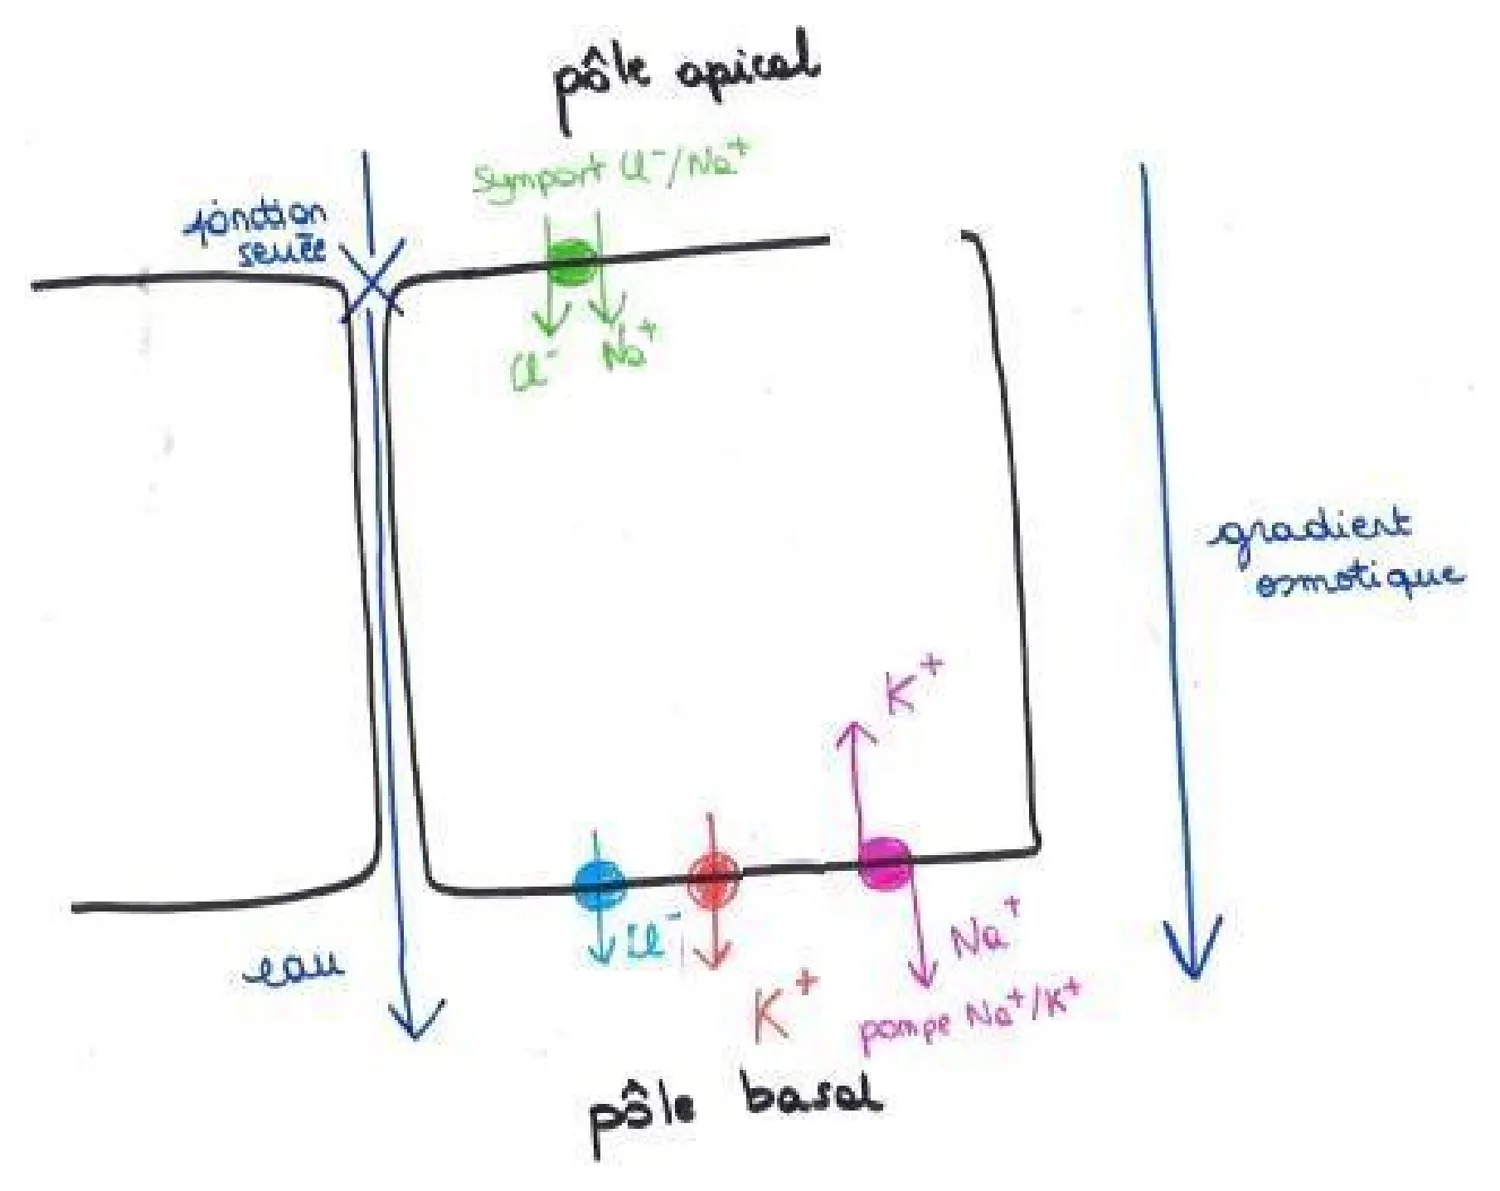 pôle apical
Symport Cl⁻/Na⁺
jonction
serrée
Cl⁻ Na⁺
gradient
osmotique
K⁺
Cl⁻
Na⁺
eau
K⁺
pompe Na⁺/K⁺
pôle basal